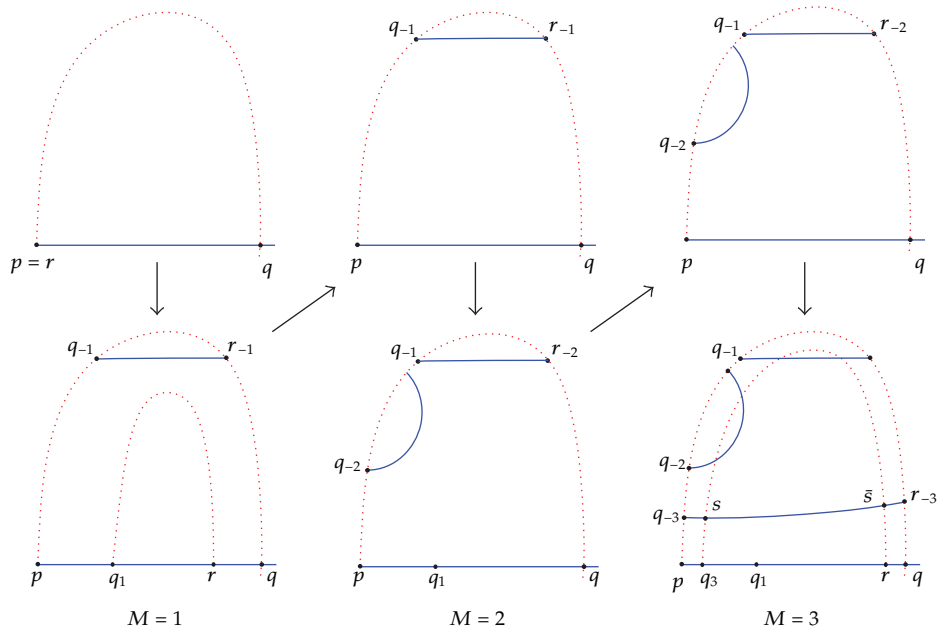 q₋₁ r₋₁ q₋₁ r₋₂
q₋₂
p = r q p q p q
q₋₁ r₋₁ q₋₁ r₋₂ q₋₁
q₋₂ q₋₂
q₋₃ s s̄ r₋₃
p q₁ r q p q₁ q p q₃ q₁ r q
M = 1 M = 2 M = 3